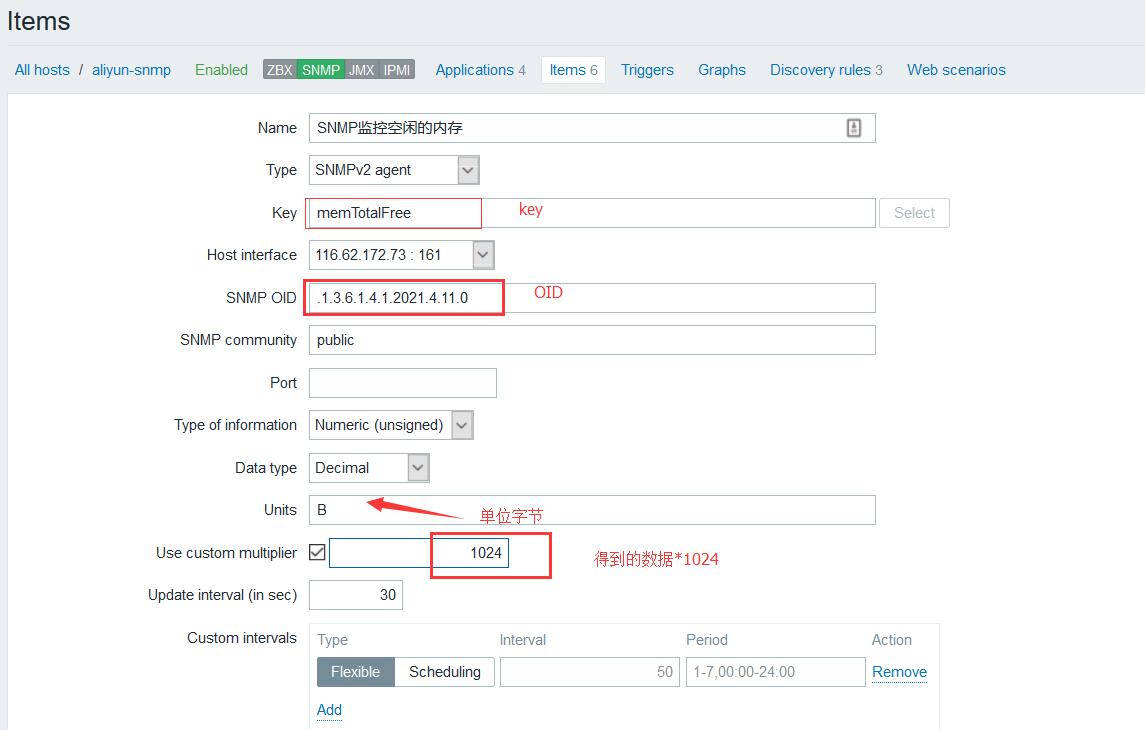 Items
All hosts / aliyun-snmp Enabled ZBX SNMP JMX IPMI Applications 4 Items 6 Triggers Graphs Discovery rules 3 Web scenarios
Name SNMP监控空闲的内存
Type SNMPv2 agent
Key memTotalFree key Select
Host interface 116.62.172.73 : 161
SNMP OID .1.3.6.1.4.1.2021.4.11.0 OID
SNMP community public
Port
Type of information Numeric (unsigned)
Data type Decimal
Units B 单位字节
Use custom multiplier 1024 得到的数据*1024
Update interval (in sec) 30
Custom intervals Type Interval Period Action
Flexible Scheduling 50 1-7,00:00-24:00 Remove
Add